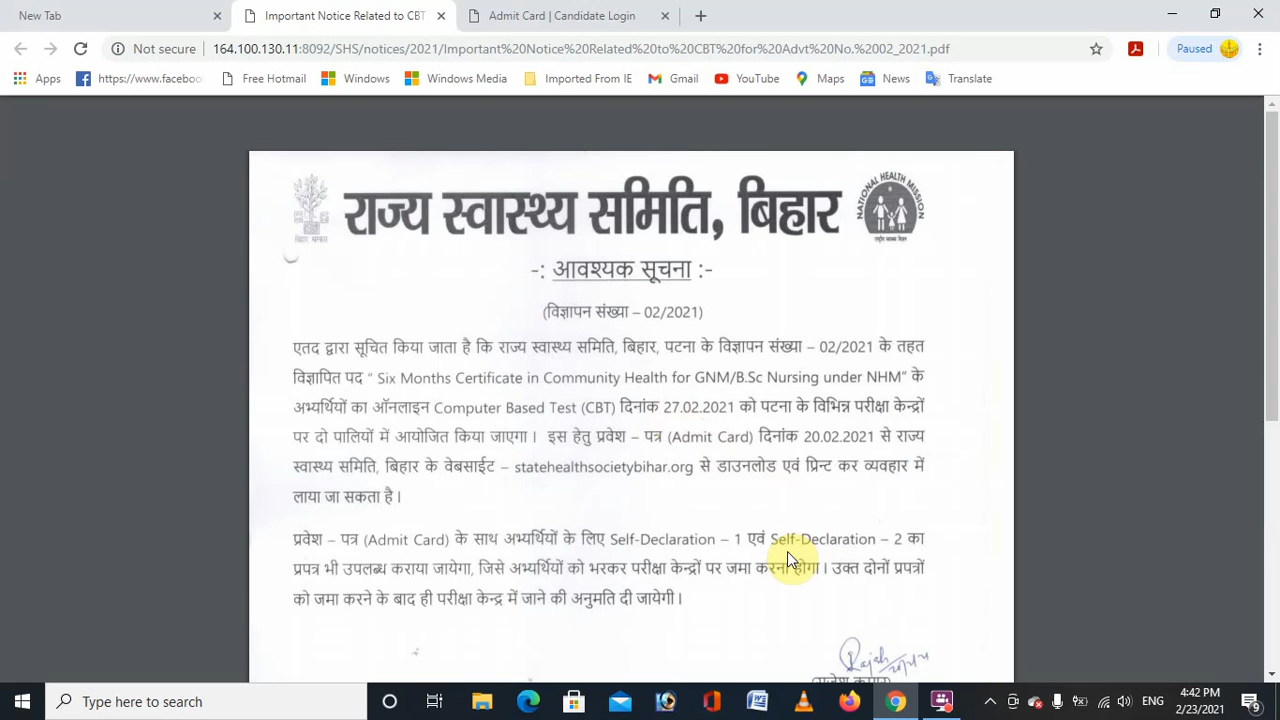 New Tab
Important Notice Related to CBT
Admit Card | Candidate Login
Not secure
164.100.130.11:8092/SHS/notices/2021/Important%20Notice%20Related%20to%20CBT%20for%20Advt%20No.%2002_2021.pdf
Paused
Apps
https://www.faceboo
Free Hotmail
Windows
Windows Media
Imported From IE
Gmail
YouTube
Maps
News
Translate
राज्य स्वास्थ्य समिति, बिहार
NATIONAL HEALTH MISSION
राष्ट्रीय स्वास्थ्य मिशन
बिहार सरकार
-: आवश्यक सूचना :-
(विज्ञापन संख्या – 02/2021)
एतद द्वारा सूचित किया जाता है कि राज्य स्वास्थ्य समिति, बिहार, पटना के विज्ञापन संख्या – 02/2021 के तहत
विज्ञापित पद “ Six Months Certificate in Community Health for GNM/B.Sc Nursing under NHM” के
अभ्यर्थियों का ऑनलाइन Computer Based Test (CBT) दिनांक 27.02.2021 को पटना के विभिन्न परीक्षा केन्द्रों
पर दो पालियों में आयोजित किया जाएगा। इस हेतु प्रवेश – पत्र (Admit Card) दिनांक 20.02.2021 से राज्य
स्वास्थ्य समिति, बिहार के वेबसाईट – statehealthsocietybihar.org से डाउनलोड एवं प्रिन्ट कर व्यवहार में
लाया जा सकता है।
प्रवेश – पत्र (Admit Card) के साथ अभ्यर्थियों के लिए Self-Declaration – 1 एवं Self-Declaration – 2 का
प्रपत्र भी उपलब्ध कराया जायेगा, जिसे अभ्यर्थियों को भरकर परीक्षा केन्द्रों पर जमा करना होगा। उक्त दोनों प्रपत्रों
को जमा करने के बाद ही परीक्षा केन्द्र में जाने की अनुमति दी जायेगी।
Type here to search
ENG
4:42 PM
2/23/2021
9